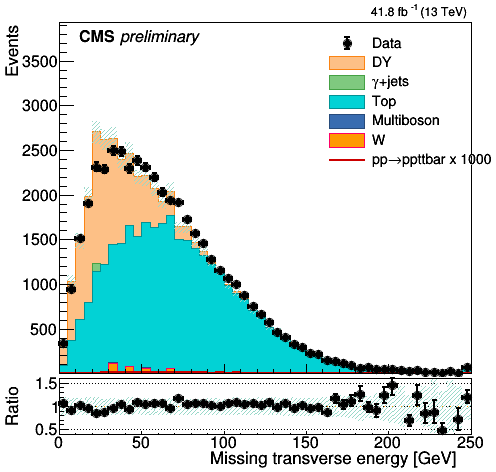 41.8 fb⁻¹ (13 TeV)
CMS preliminary
Events
3500
3000
2500
2000
1500
1000
500
Data
DY
γ+jets
Top
Multiboson
W
pp→ppttbar x 1000
Ratio
1.5
1
0.5
0 50 100 150 200 250
Missing transverse energy [GeV]